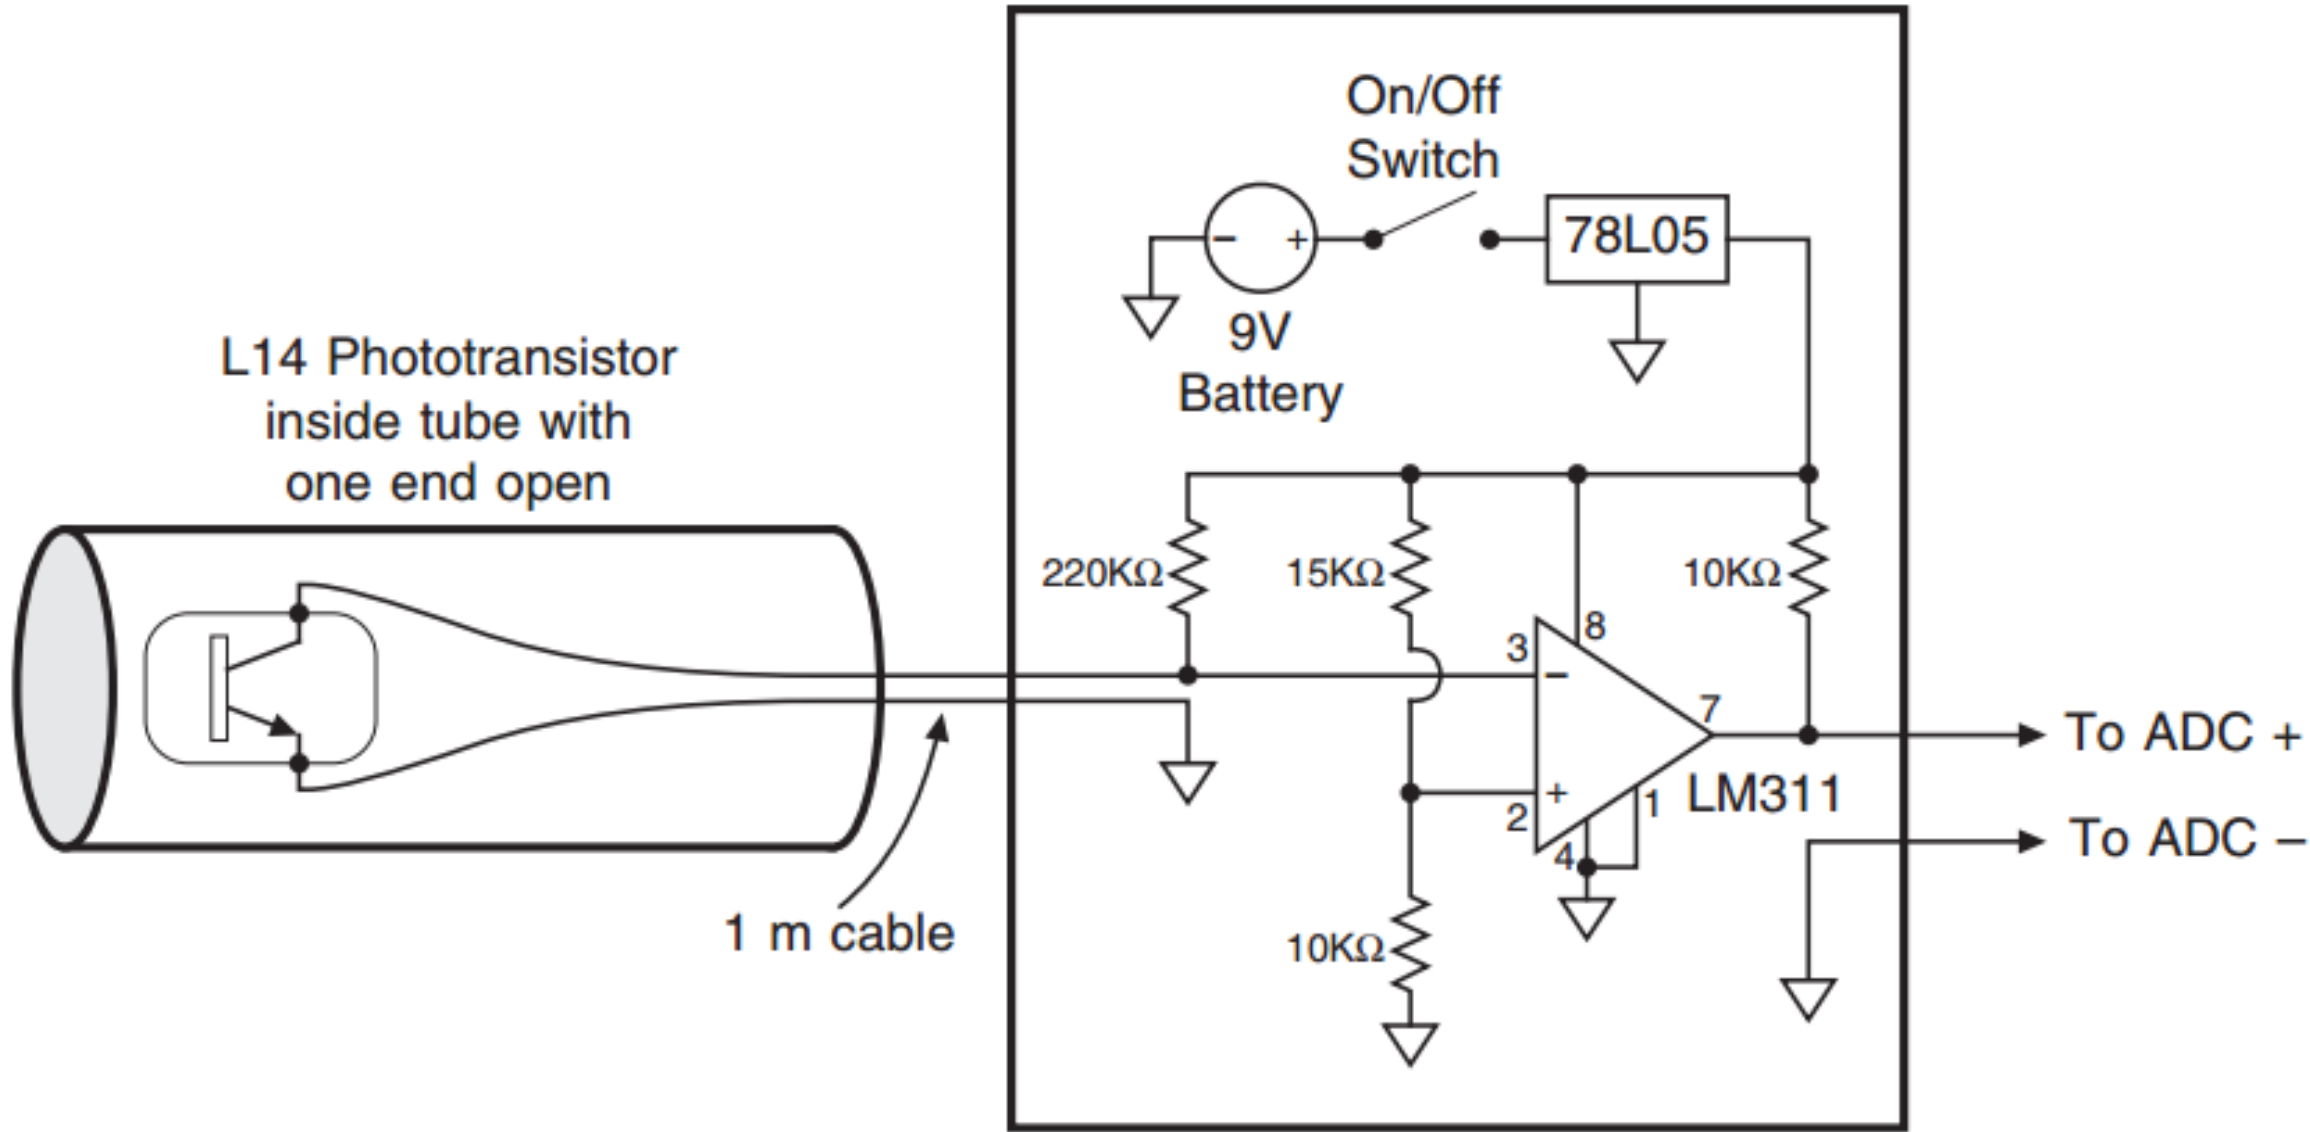 On/Off
Switch
− +
78L05
9V
Battery
L14 Phototransistor
inside tube with
one end open
220KΩ
15KΩ
10KΩ
8
3
−
7
To ADC +
LM311
+
2
1
4
To ADC −
1 m cable
10KΩ